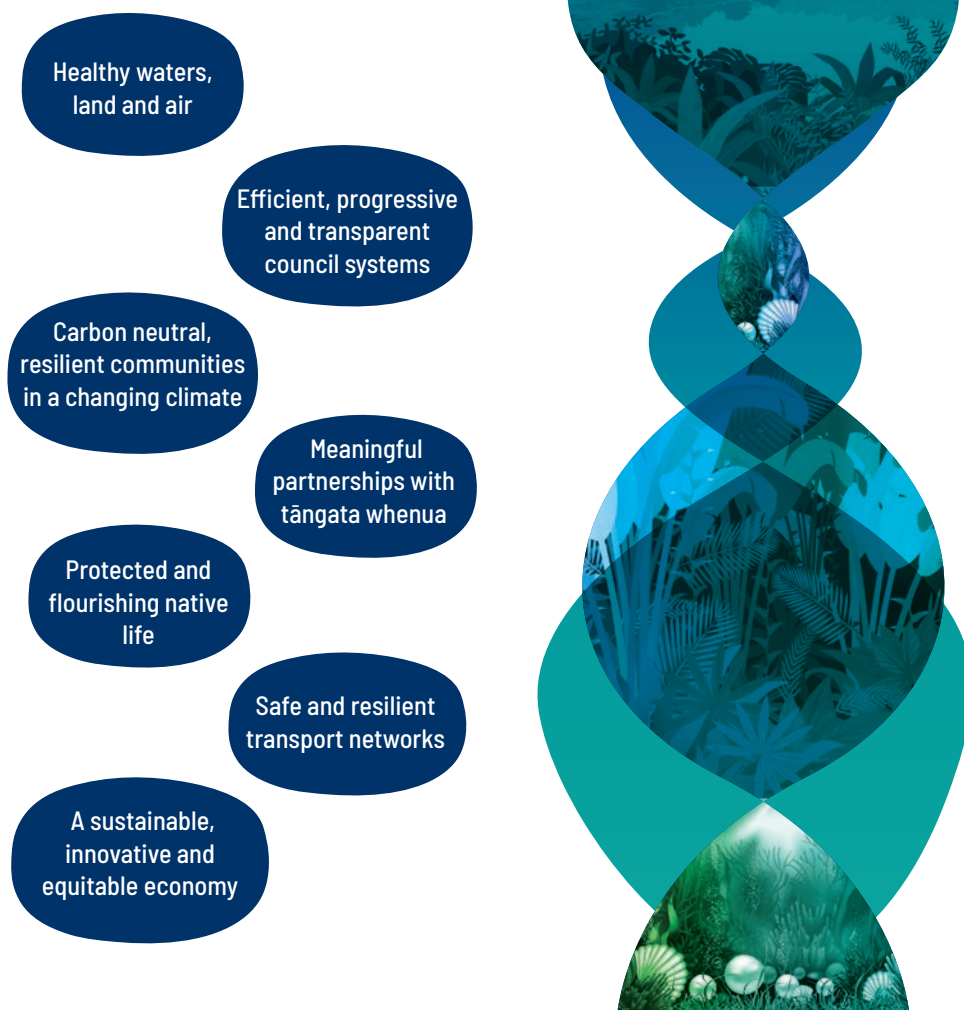 Healthy waters,
land and air
Efficient, progressive
and transparent
council systems
Carbon neutral,
resilient communities
in a changing climate
Meaningful
partnerships with
tāngata whenua
Protected and
flourishing native
life
Safe and resilient
transport networks
A sustainable,
innovative and
equitable economy